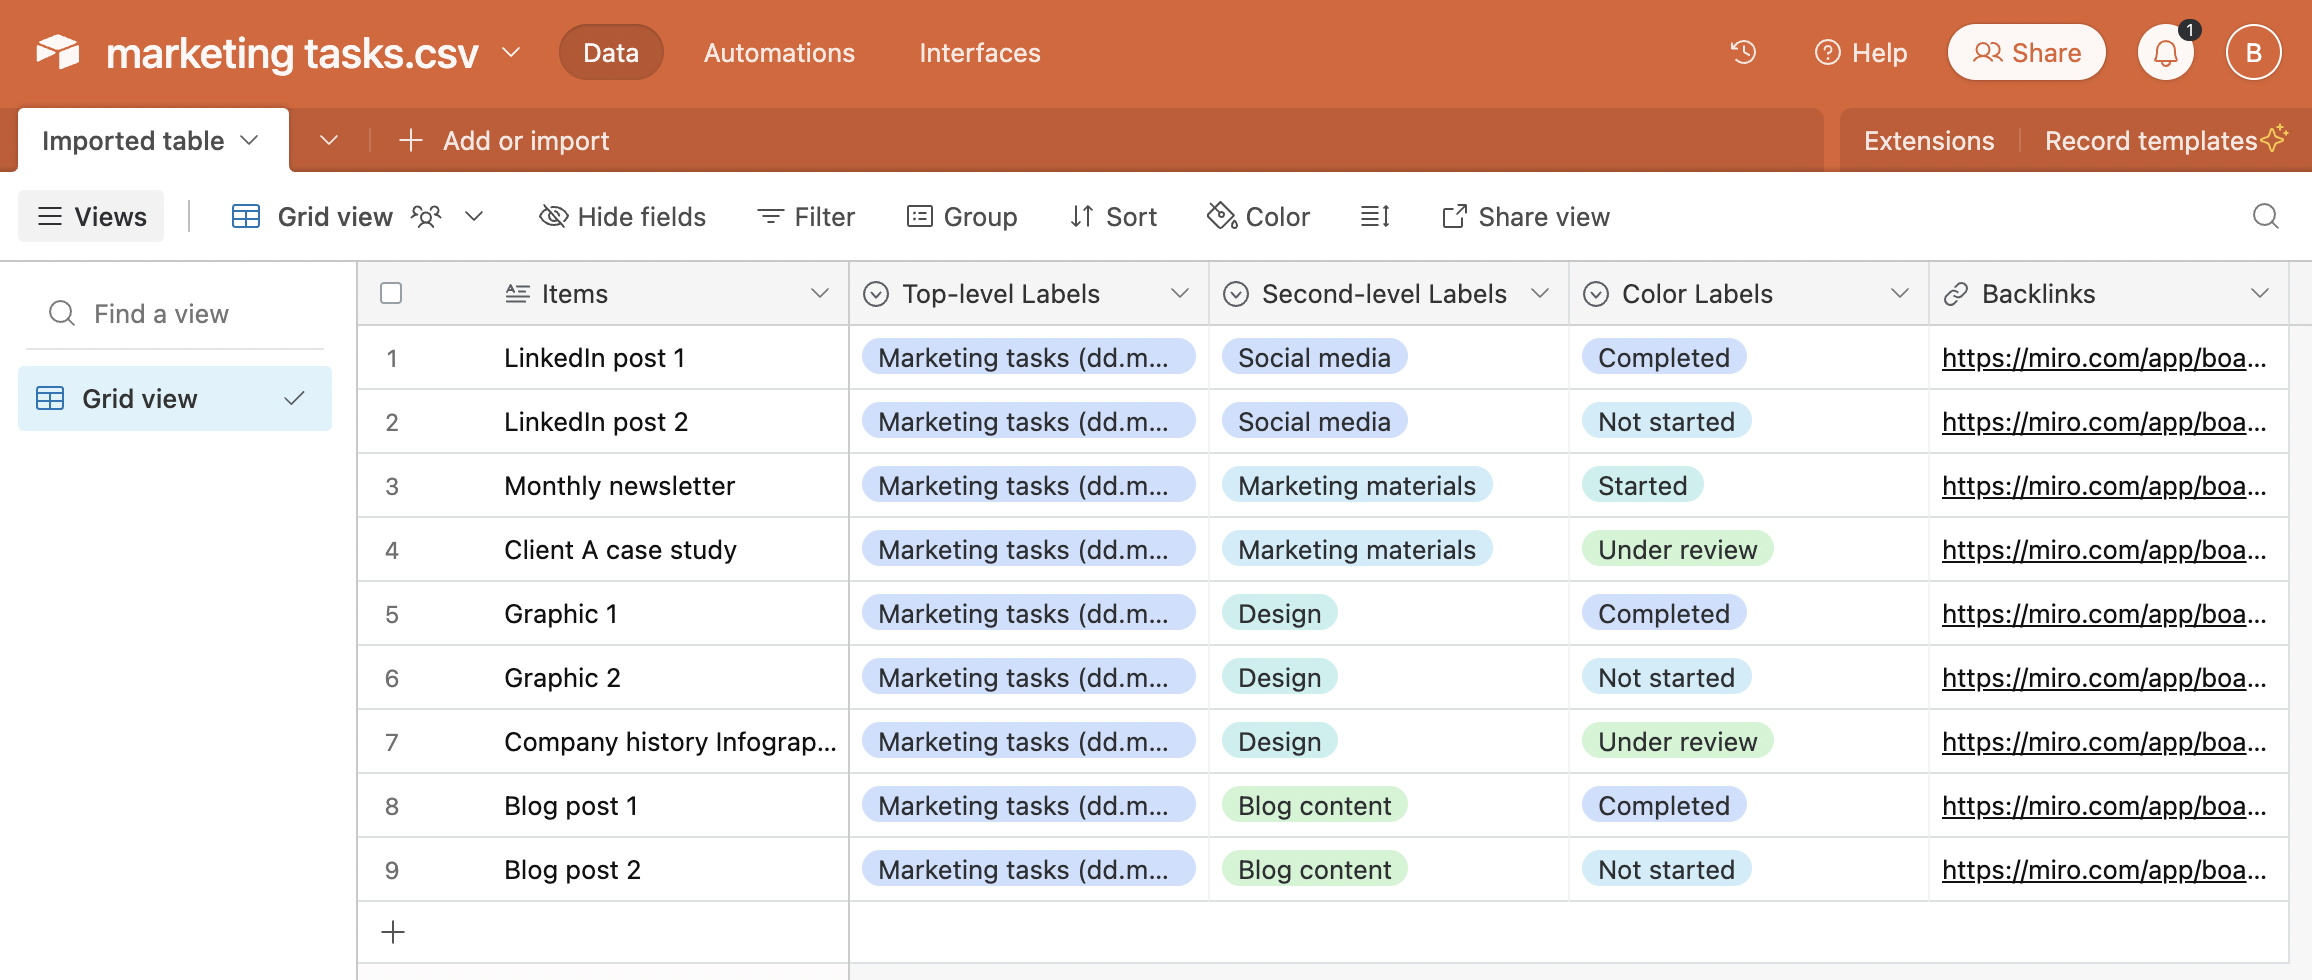 marketing tasks.csv Data Automations Interfaces Help Share 1 B
Imported table Add or import Extensions Record templates
Views Grid view Hide fields Filter Group Sort Color Share view
Find a view
Grid view
Items Top-level Labels Second-level Labels Color Labels Backlinks
1 LinkedIn post 1 Marketing tasks (dd.m... Social media Completed https://miro.com/app/boa...
2 LinkedIn post 2 Marketing tasks (dd.m... Social media Not started https://miro.com/app/boa...
3 Monthly newsletter Marketing tasks (dd.m... Marketing materials Started https://miro.com/app/boa...
4 Client A case study Marketing tasks (dd.m... Marketing materials Under review https://miro.com/app/boa...
5 Graphic 1 Marketing tasks (dd.m... Design Completed https://miro.com/app/boa...
6 Graphic 2 Marketing tasks (dd.m... Design Not started https://miro.com/app/boa...
7 Company history Infograp... Marketing tasks (dd.m... Design Under review https://miro.com/app/boa...
8 Blog post 1 Marketing tasks (dd.m... Blog content Completed https://miro.com/app/boa...
9 Blog post 2 Marketing tasks (dd.m... Blog content Not started https://miro.com/app/boa...